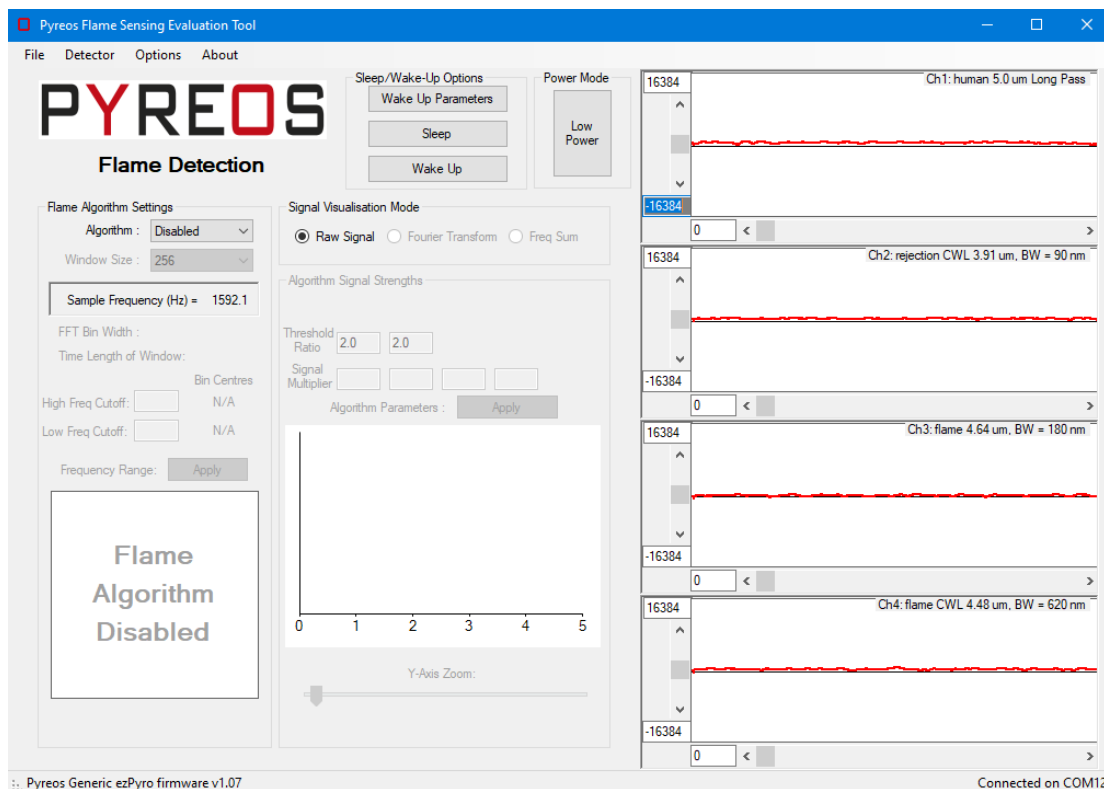 Pyreos Flame Sensing Evaluation Tool
File Detector Options About
PYREOS
Flame Detection
Sleep/Wake-Up Options
Wake Up Parameters
Sleep
Wake Up
Power Mode
Low
Power
Flame Algorithm Settings
Algorithm : Disabled
Window Size : 256
Sample Frequency (Hz) = 1592.1
FFT Bin Width :
Time Length of Window:
Bin Centres
High Freq Cutoff: N/A
Low Freq Cutoff: N/A
Frequency Range: Apply
Flame
Algorithm
Disabled
Signal Visualisation Mode
Raw Signal Fourier Transform Freq Sum
Algorithm Signal Strengths
Threshold
Ratio 2.0 2.0
Signal
Multiplier
Algorithm Parameters : Apply
0 1 2 3 4 5
Y-Axis Zoom:
16384 Ch1: human 5.0 um Long Pass
-16384
0
16384 Ch2: rejection CWL 3.91 um, BW = 90 nm
-16384
0
16384 Ch3: flame 4.64 um, BW = 180 nm
-16384
0
16384 Ch4: flame CWL 4.48 um, BW = 620 nm
-16384
0
Pyreos Generic ezPyro firmware v1.07
Connected on COM12